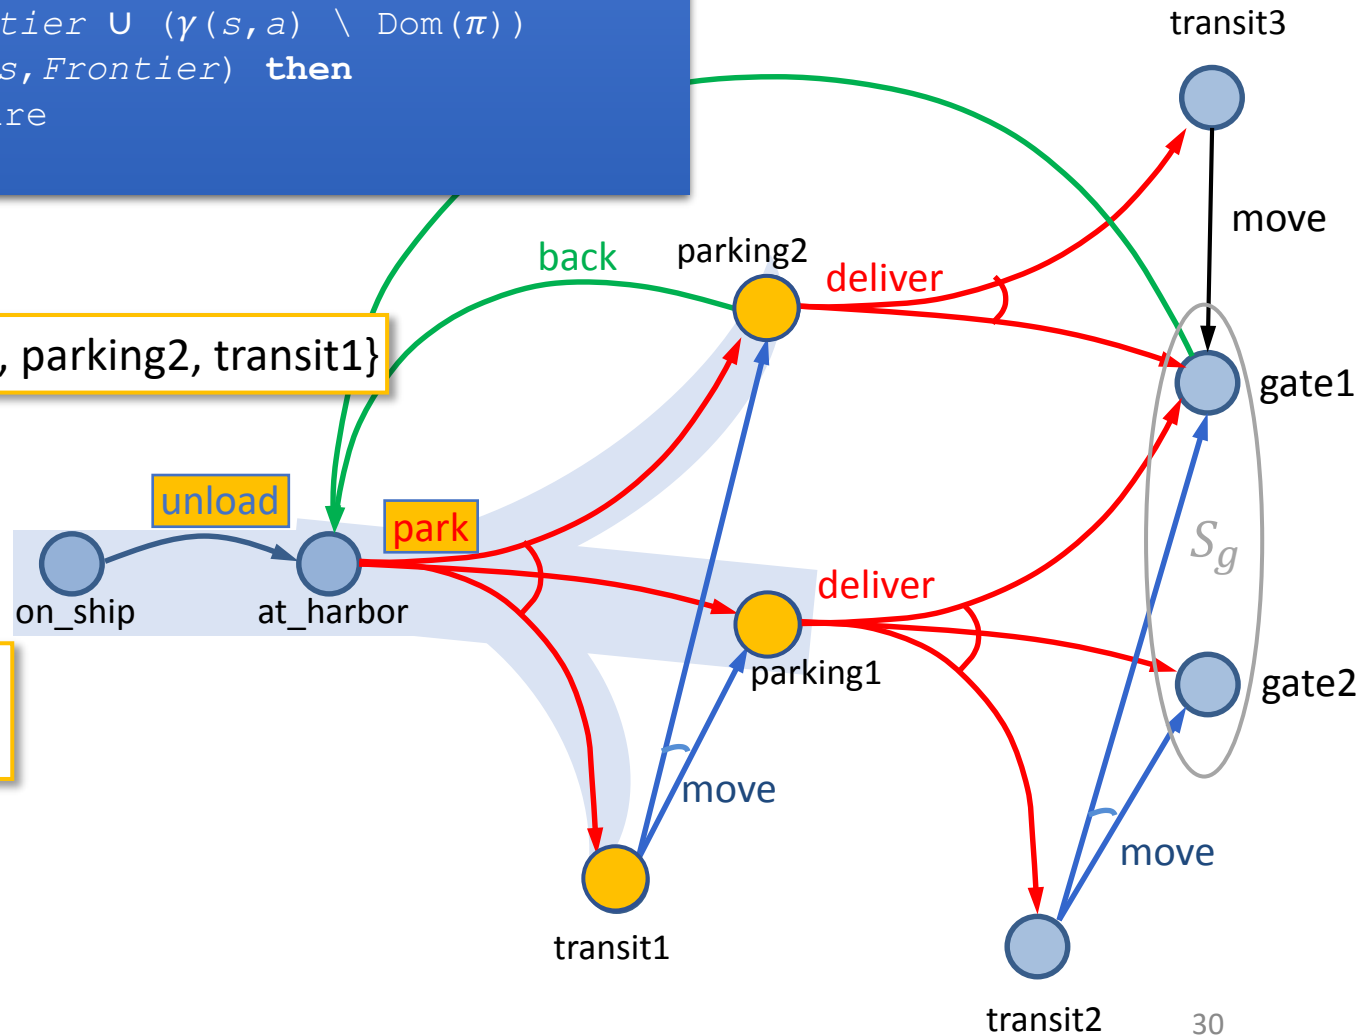 tier ∪ (γ(s,a) \ Dom(π))
s,Frontier) then
re
transit3
move
back
parking2
deliver
, parking2, transit1}
gate1
unload
park
S_g
on_ship
at_harbor
deliver
parking1
gate2
move
move
transit1
transit2
30